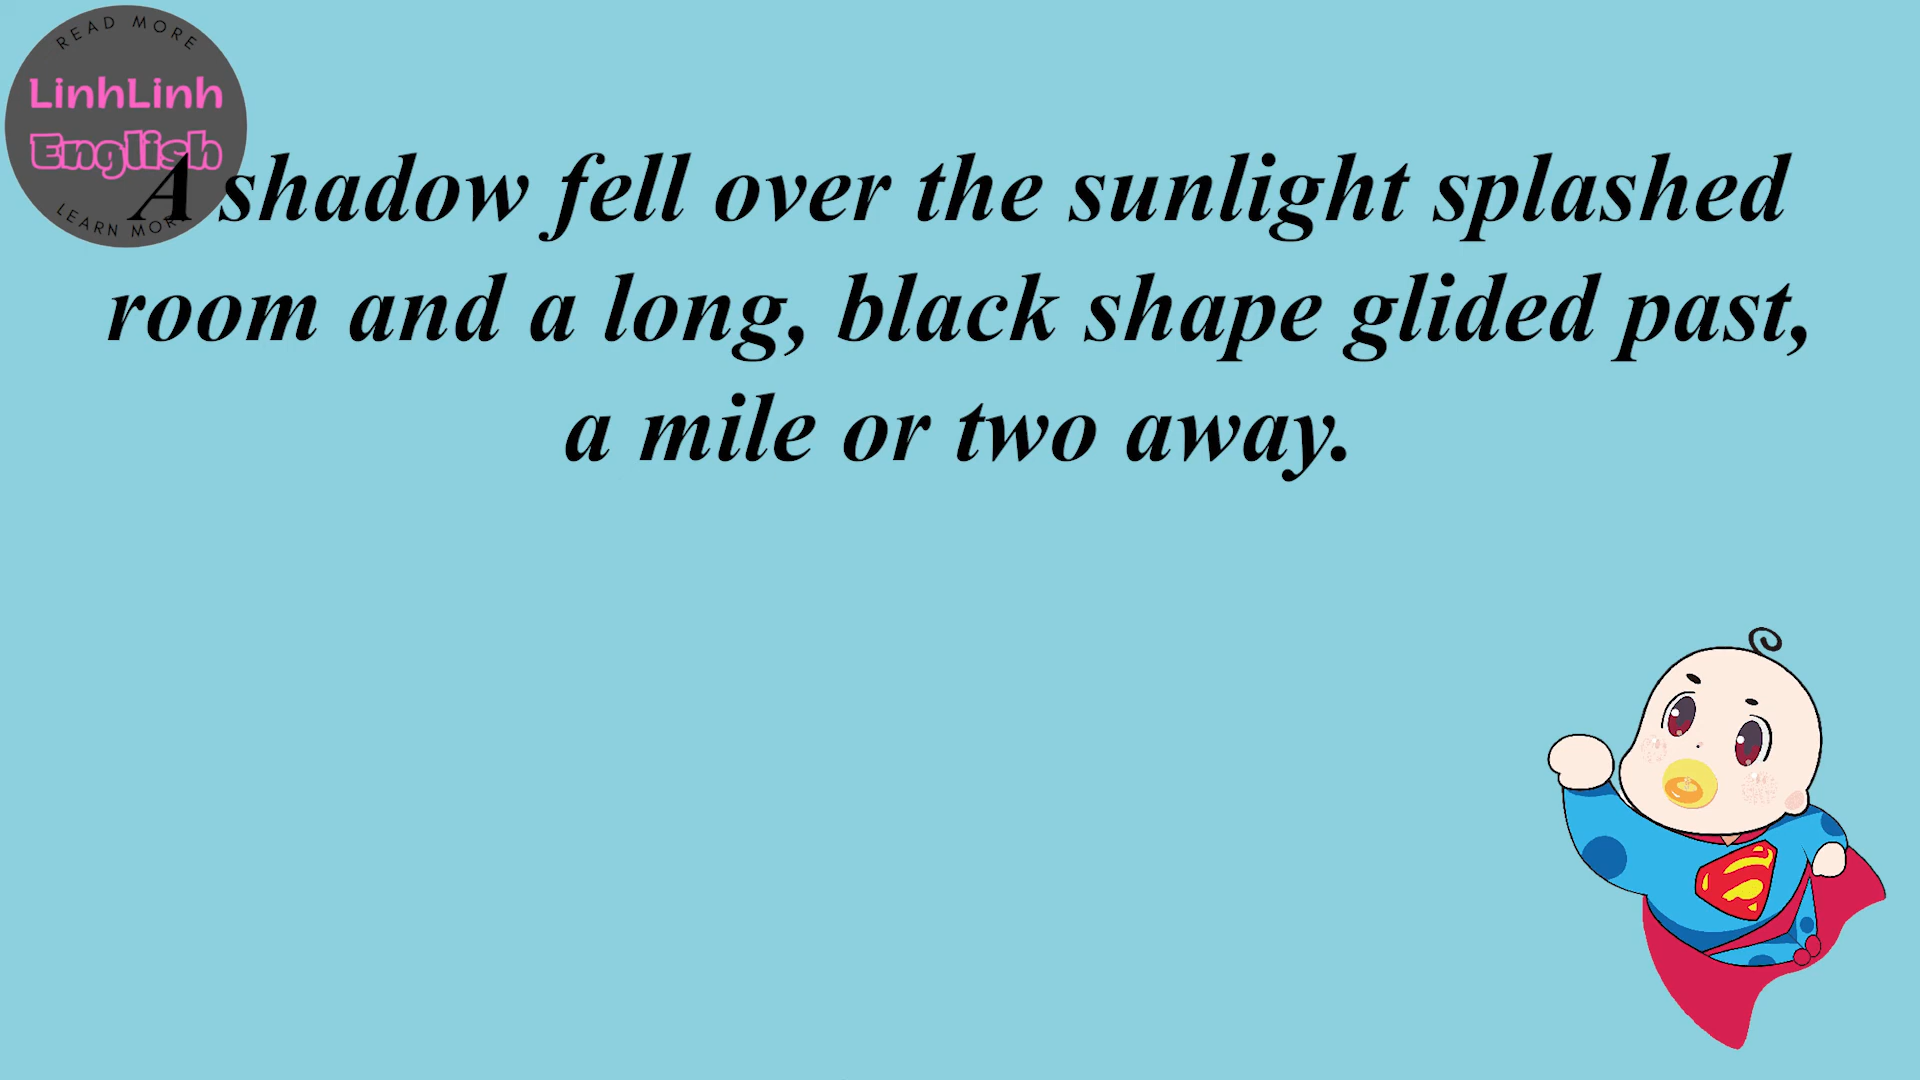 READ MORE
LinhLinh
English
LEARN MORE
A shadow fell over the sunlight splashed
room and a long, black shape glided past,
a mile or two away.